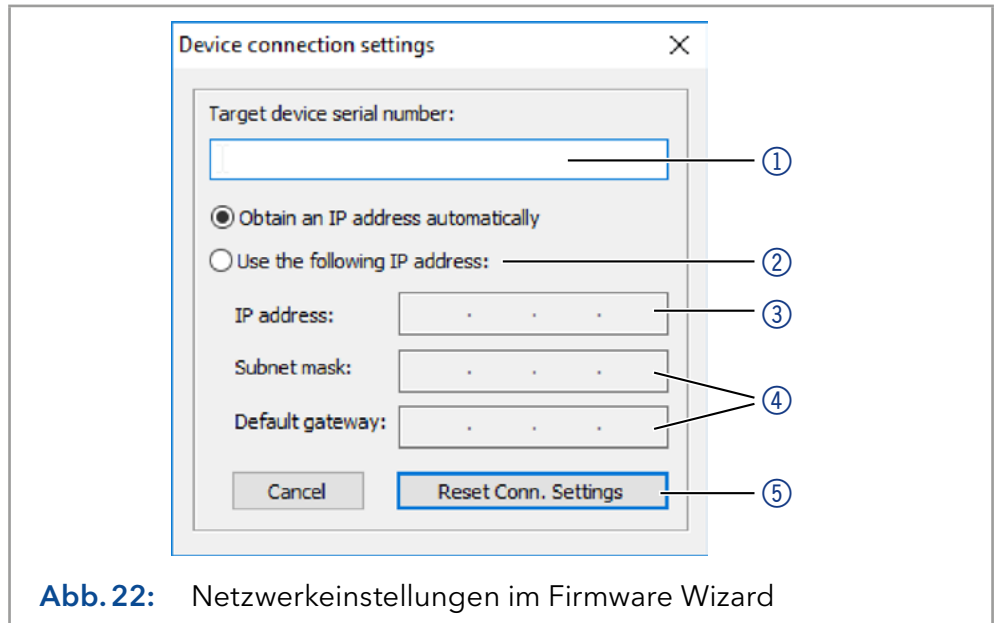 Device connection settings
Target device serial number:
①
Obtain an IP address automatically
Use the following IP address:
②
IP address:
. . .
③
Subnet mask:
. . .
④
Default gateway:
. . .
Cancel
Reset Conn. Settings
⑤
Abb. 22: Netzwerkeinstellungen im Firmware Wizard